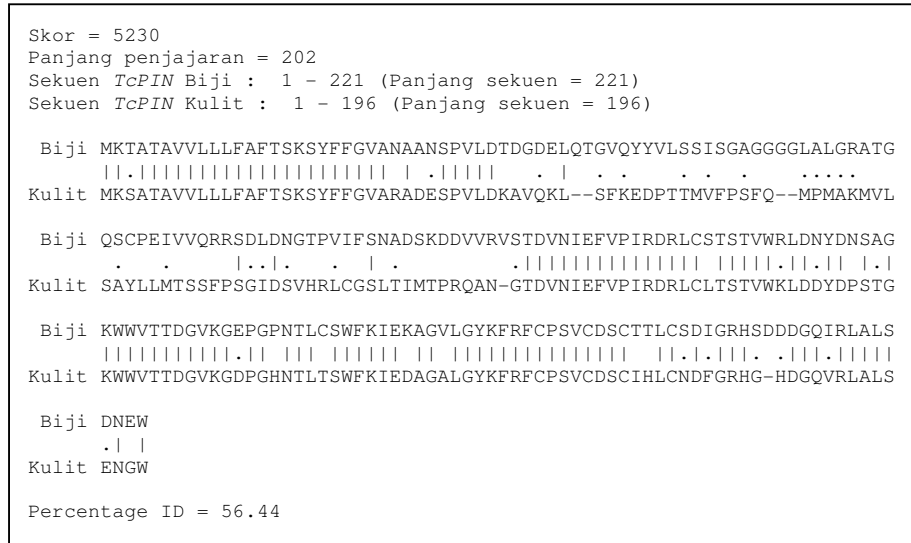 Skor = 5230
Panjang penjajaran = 202
Sekuen TcPIN Biji :  1 – 221 (Panjang sekuen = 221)
Sekuen TcPIN Kulit :  1 – 196 (Panjang sekuen = 196)
Biji MKTATAVVLLLFAFTSKSYFFGVANAANSPVLDTDGDELQTGVQYYVLSSISGAGGGGLALGRATG
||.|||||||||||||||||||| | .|||||   . |  . .    . .  .    .....
Kulit MKSATAVVLLLFAFTSKSYFFGVARADESPVLDKAVQKL--SFKEDPTTMVFPSFQ--MPMAKMVL
Biji QSCPEIVVQRRSDLDNGTPVIFSNADSKDDVVRVSTDVNIEFVPIRDRLCSTSTVWRLDNYDNSAG
.   .     |..|.   .  | .         .||||||||||||||| |||||.||.|| |.|
Kulit SAYLLMTSSFPSGIDSVHRLCGSLTIMTPRQAN-GTDVNIEFVPIRDRLCLTSTVWKLDDYDPSTG
Biji KWWVTTDGVKGEPGPNTLCSWFKIEKAGVLGYKFRFCPSVCDSCTTLCSDIGRHSDDDGQIRLALS
|||||||||||.|| ||| |||||| || |||||||||||||||  ||.|.|||. .|||.|||||
Kulit KWWVTTDGVKGDPGHNTLTSWFKIEDAGALGYKFRFCPSVCDSCIHLCNDFGRHG-HDGQVRLALS
Biji DNEW
.| |
Kulit ENGW
Percentage ID = 56.44